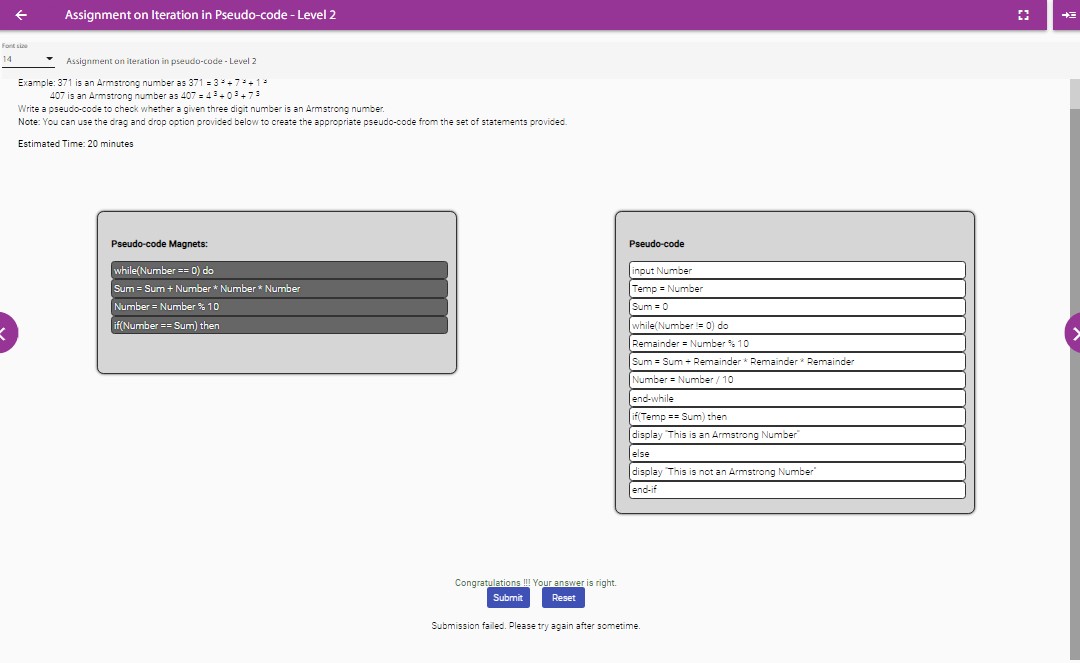 Assignment on Iteration in Pseudo-code - Level 2
Font size
14
Assignment on iteration in pseudo-code - Level 2
Example: 371 is an Armstrong number as 371 = 3 3 + 7 3 + 1 3
407 is an Armstrong number as 407 = 4 3 + 0 3 + 7 3
Write a pseudo-code to check whether a given three digit number is an Armstrong number.
Note: You can use the drag and drop option provided below to create the appropriate pseudo-code from the set of statements provided.
Estimated Time: 20 minutes
Pseudo-code Magnets:
while(Number == 0) do
Sum = Sum + Number * Number * Number
Number = Number % 10
if(Number == Sum) then
Pseudo-code
input Number
Temp = Number
Sum = 0
while(Number != 0) do
Remainder = Number % 10
Sum = Sum + Remainder * Remainder * Remainder
Number = Number / 10
end-while
if(Temp == Sum) then
display "This is an Armstrong Number"
else
display "This is not an Armstrong Number"
end-if
Congratulations !!! Your answer is right.
Submit Reset
Submission failed. Please try again after sometime.